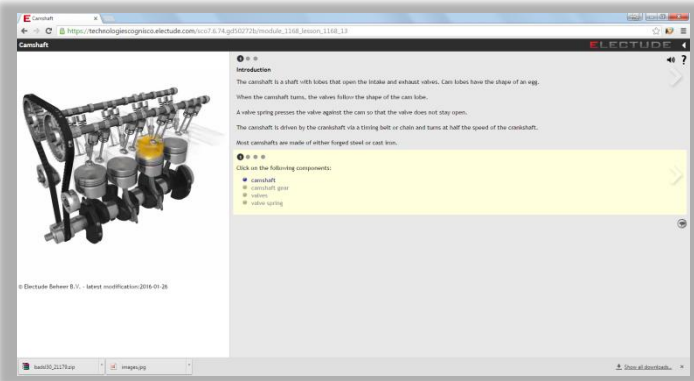 Camshaft
https://technologiescognisco.electude.com/sco7.6.74.gd50272b/module_1168_lesson_1168_13
Camshaft
ELECTUDE
?
Introduction
The camshaft is a shaft with lobes that open the intake and exhaust valves. Cam lobes have the shape of an egg.
When the camshaft turns, the valves follow the shape of the cam lobe.
A valve spring presses the valve against the cam so that the valve does not stay open.
The camshaft is driven by the crankshaft via a timing belt or chain and turns at half the speed of the crankshaft.
Most camshafts are made of either forged steel or cast iron.
Click on the following components:
camshaft
camshaft gear
valves
valve spring
© Electude Beheer B.V. - latest modification:2016-01-26
images.jpg
Show all downloads...